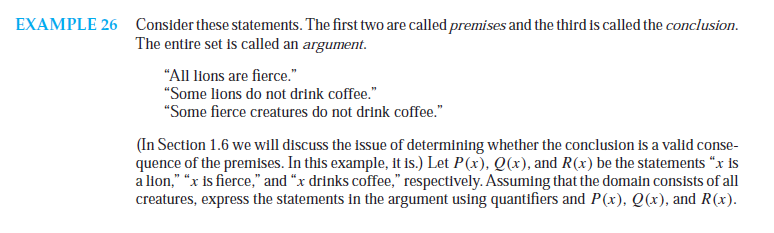 EXAMPLE 26 Consider these statements. The first two are called premises and the third is called the conclusion.
The entire set is called an argument.
“All lions are fierce.”
“Some lions do not drink coffee.”
“Some fierce creatures do not drink coffee.”
(In Section 1.6 we will discuss the issue of determining whether the conclusion is a valid conse-
quence of the premises. In this example, it is.) Let P(x), Q(x), and R(x) be the statements “x is
a lion,” “x is fierce,” and “x drinks coffee,” respectively. Assuming that the domain consists of all
creatures, express the statements in the argument using quantifiers and P(x), Q(x), and R(x).